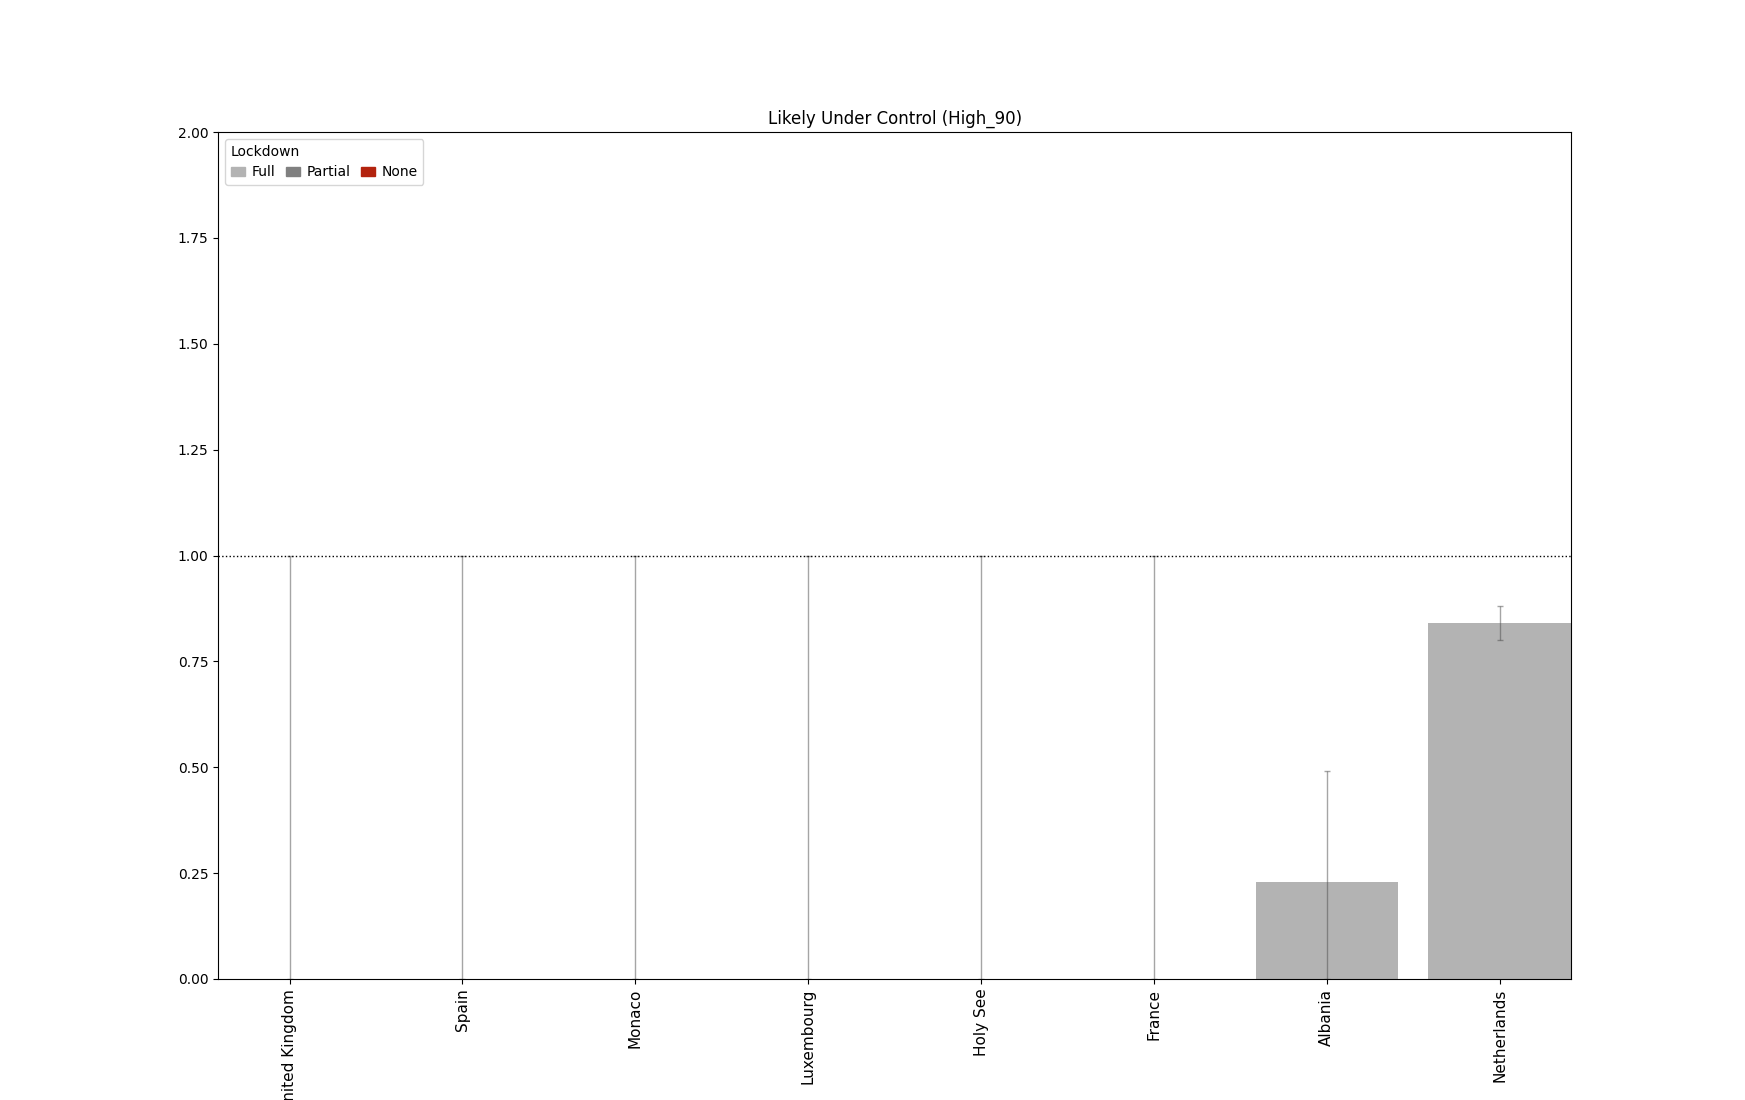 Likely Under Control (High_90)
2.00
Lockdown
Full Partial None
1.75
1.50
1.25
1.00
0.75
0.50
0.25
0.00
nited Kingdom
Spain
Monaco
Luxembourg
Holy See
France
Albania
Netherlands